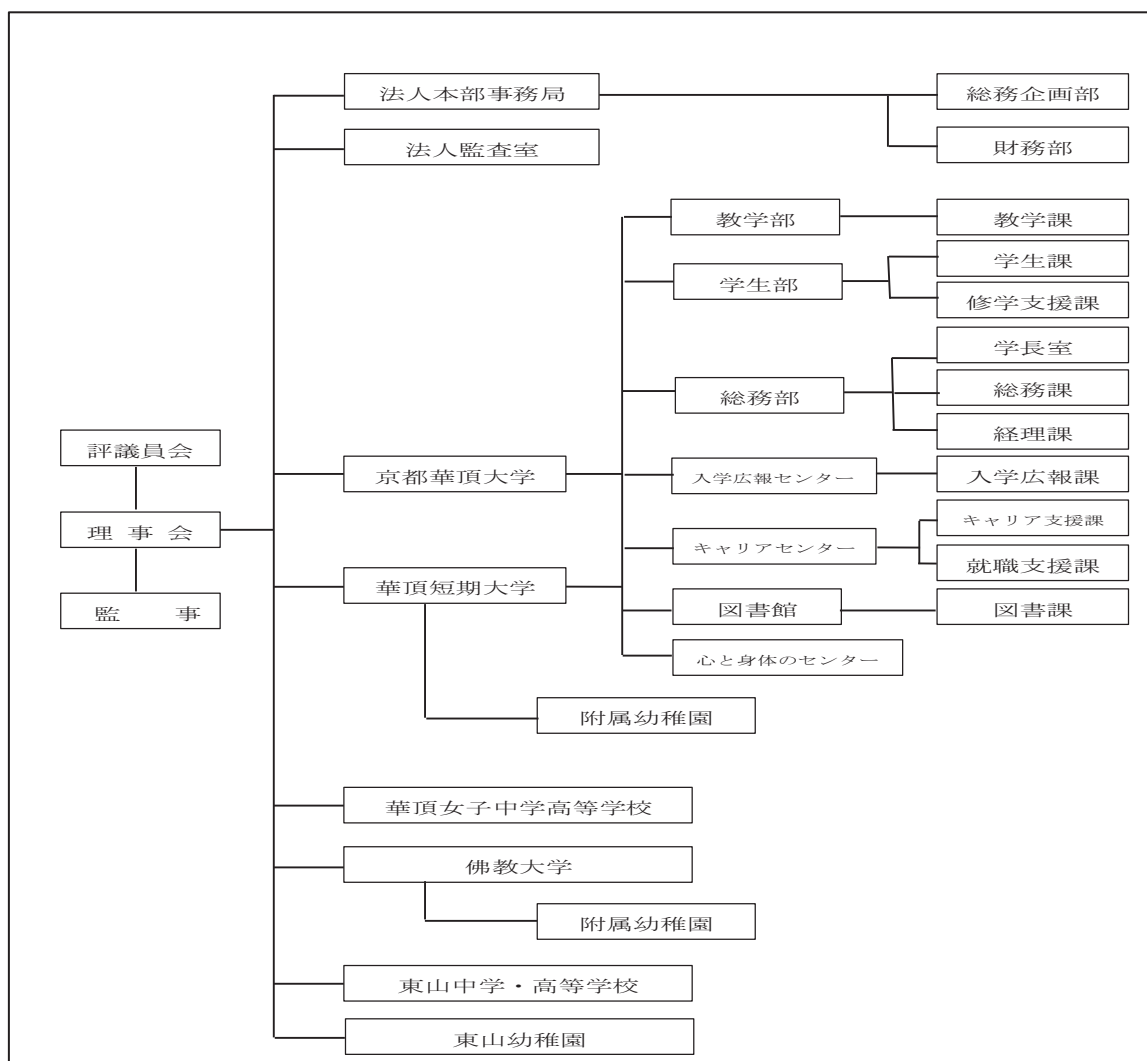 法人本部事務局
総務企画部
財務部
法人監査室
教学部
教学課
学生部
学生課
修学支援課
総務部
学長室
総務課
経理課
評議員会
理事会
監事
京都華頂大学
入学広報センター
入学広報課
キャリアセンター
キャリア支援課
就職支援課
華頂短期大学
図書館
図書課
心と身体のセンター
附属幼稚園
華頂女子中学高等学校
佛教大学
附属幼稚園
東山中学・高等学校
東山幼稚園